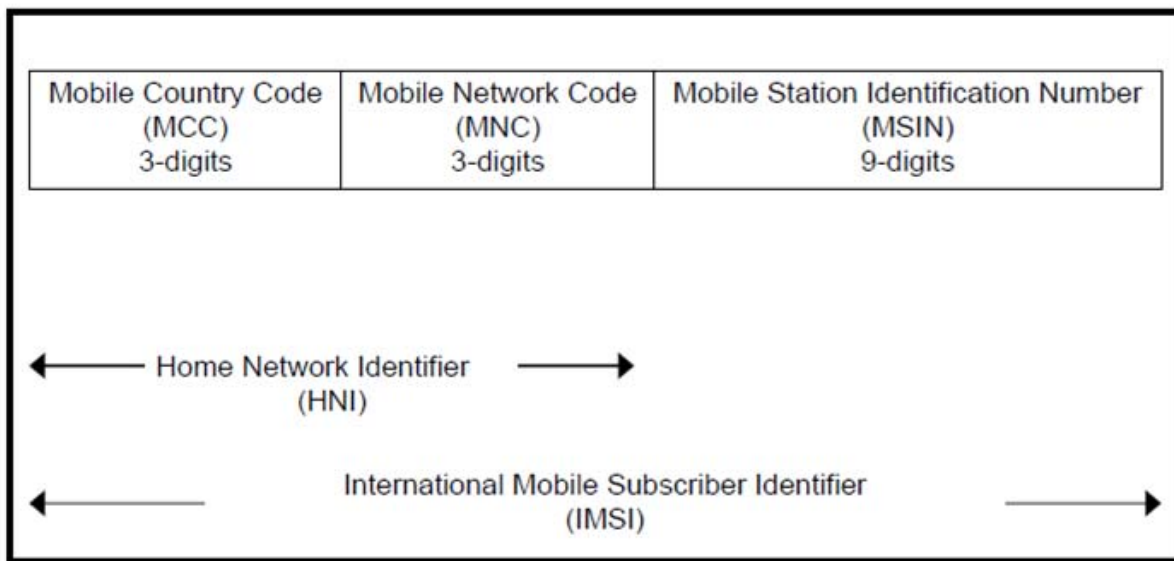 Mobile Country Code
(MCC)
3-digits
Mobile Network Code
(MNC)
3-digits
Mobile Station Identification Number
(MSIN)
9-digits
Home Network Identifier
(HNI)
International Mobile Subscriber Identifier
(IMSI)